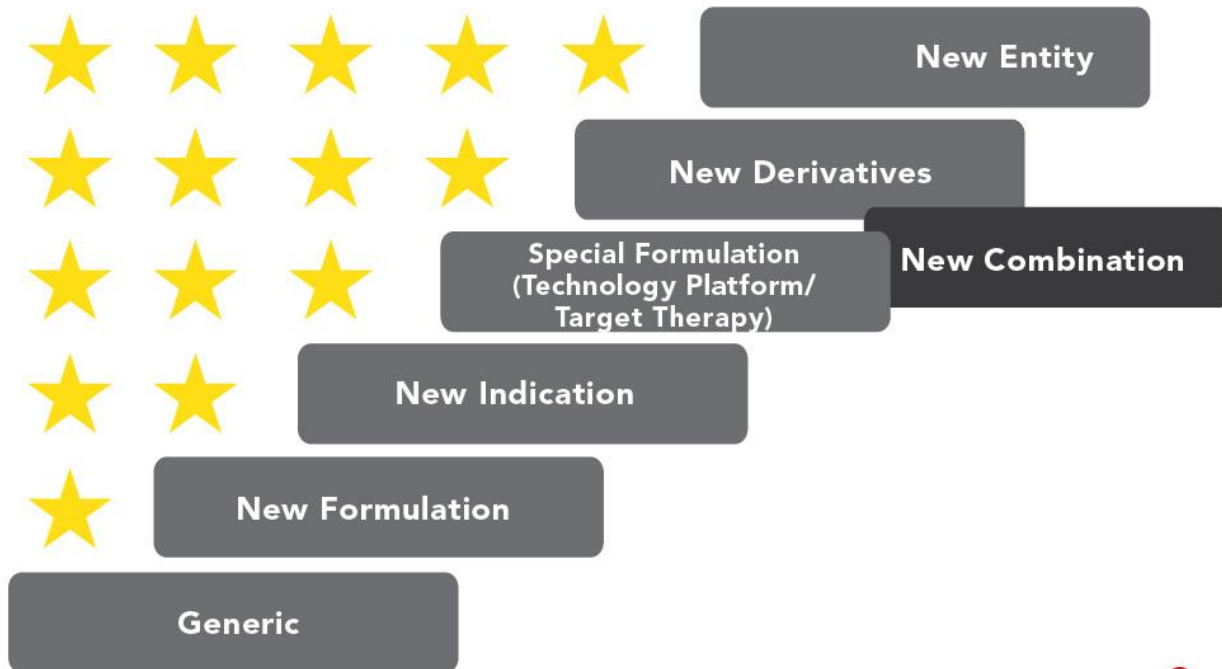 New Entity
New Derivatives
Special Formulation
(Technology Platform/
Target Therapy)
New Combination
New Indication
New Formulation
Generic